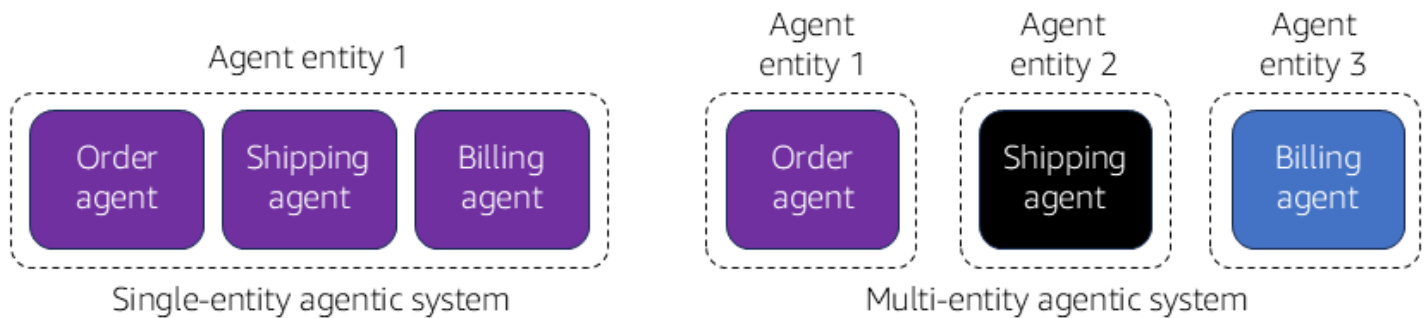 Agent entity 1
Order
agent
Shipping
agent
Billing
agent
Single-entity agentic system
Agent
entity 1
Agent
entity 2
Agent
entity 3
Order
agent
Shipping
agent
Billing
agent
Multi-entity agentic system